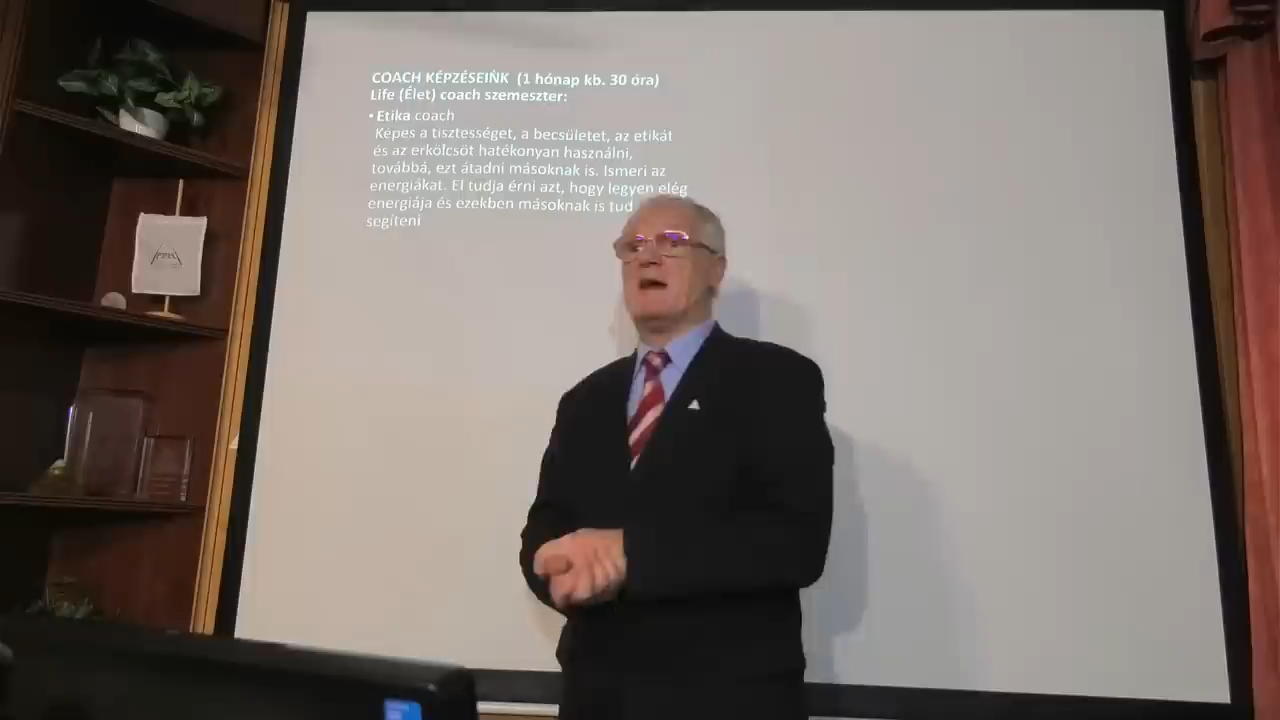 COACH KÉPZÉSEINK (1 hónap kb. 30 óra)
Life (Élet) coach szemeszter:
• Etika coach
Képes a tisztességet, a becsületet, az etikát
és az erkölcsöt hatékonyan használni,
továbbá, ezt átadni másoknak is. Ismeri az
energiákat. El tudja érni azt, hogy legyen elég
energiája és ezekben másoknak is tud
segíteni